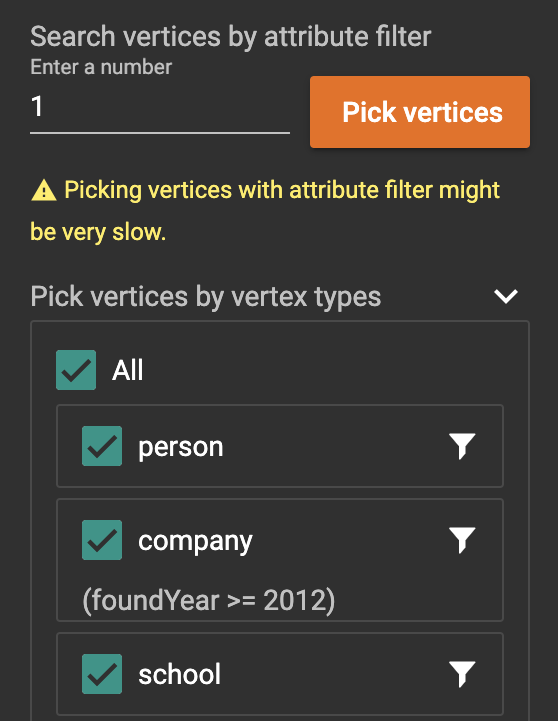 Search vertices by attribute filter
Enter a number
1
Pick vertices
Picking vertices with attribute filter might
be very slow.
Pick vertices by vertex types
All
person
company
(foundYear >= 2012)
school